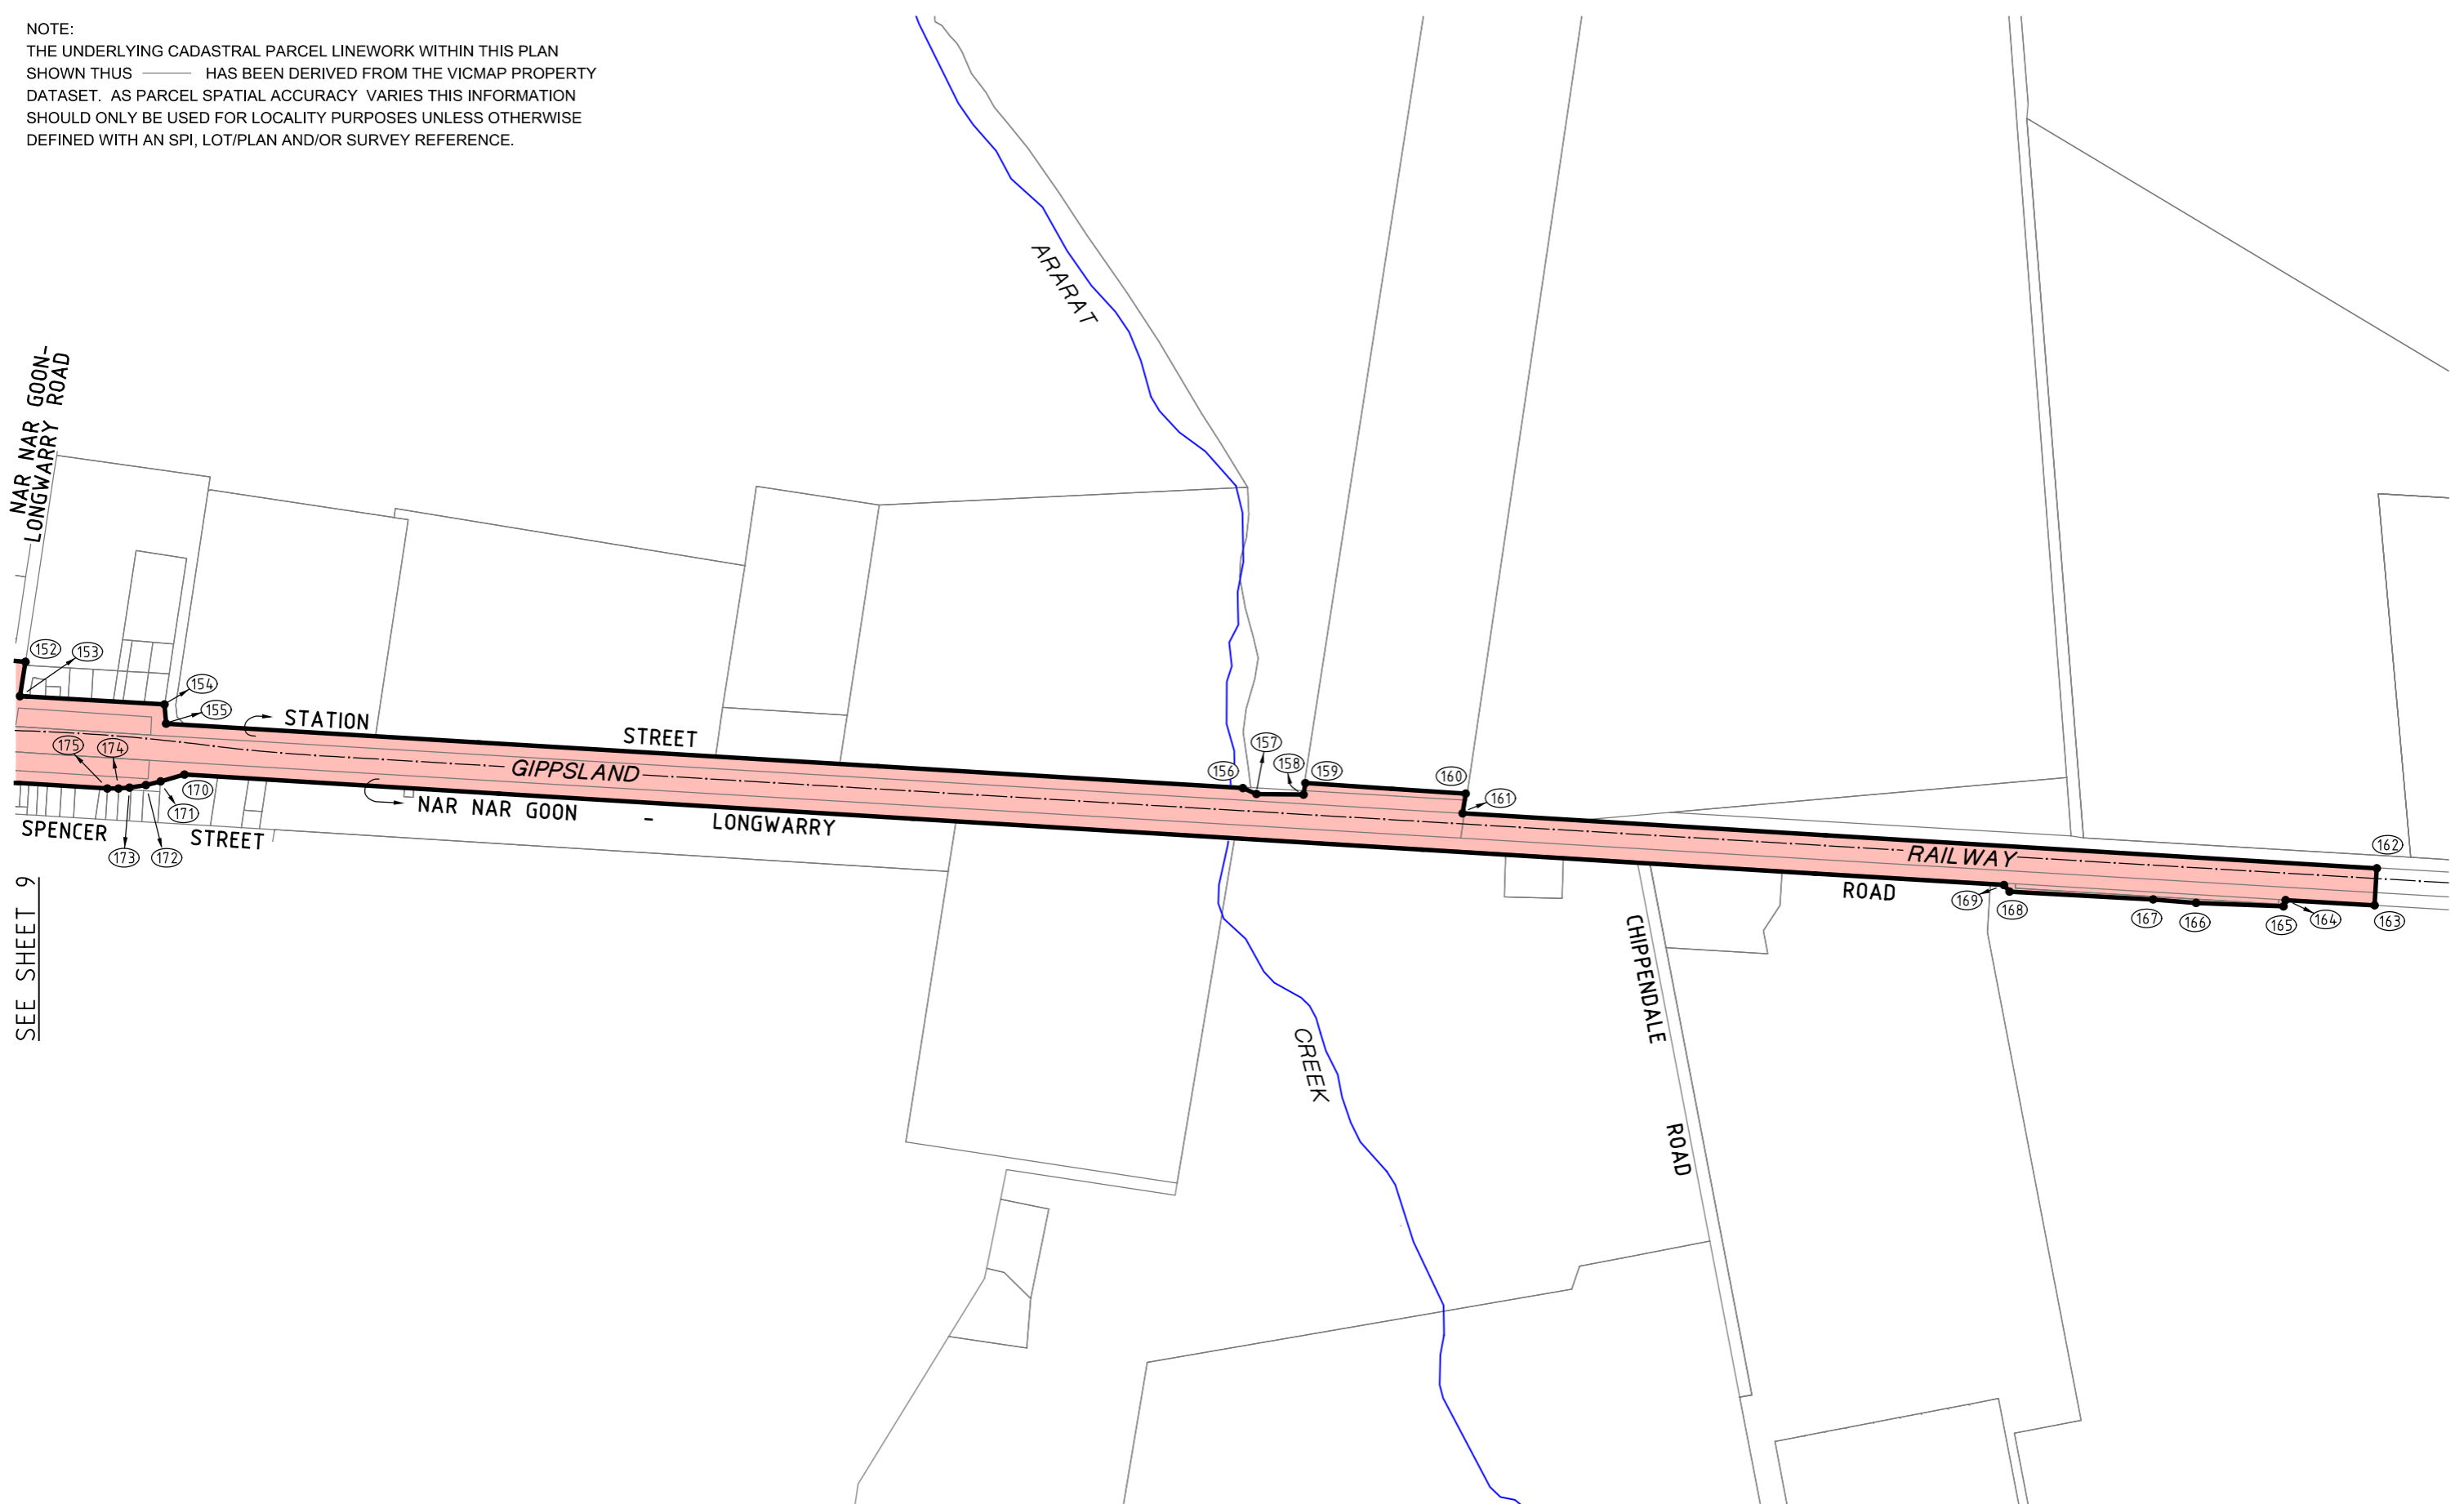 NOTE:
THE UNDERLYING CADASTRAL PARCEL LINEWORK WITHIN THIS PLAN
SHOWN THUS HAS BEEN DERIVED FROM THE VICMAP PROPERTY
DATASET. AS PARCEL SPATIAL ACCURACY VARIES THIS INFORMATION
SHOULD ONLY BE USED FOR LOCALITY PURPOSES UNLESS OTHERWISE
DEFINED WITH AN SPI, LOT/PLAN AND/OR SURVEY REFERENCE.
ARARAT
NAR NAR GOON-
LONGWARRY ROAD
152
153
154
155
STATION
STREET
GIPPSLAND
175
174
170
171
173
172
SPENCER
STREET
NAR NAR GOON - LONGWARRY
156
157
158
159
160
161
RAILWAY
162
163
164
165
166
167
168
169
ROAD
SEE SHEET 9
CHIPPENDALE
ROAD
CREEK